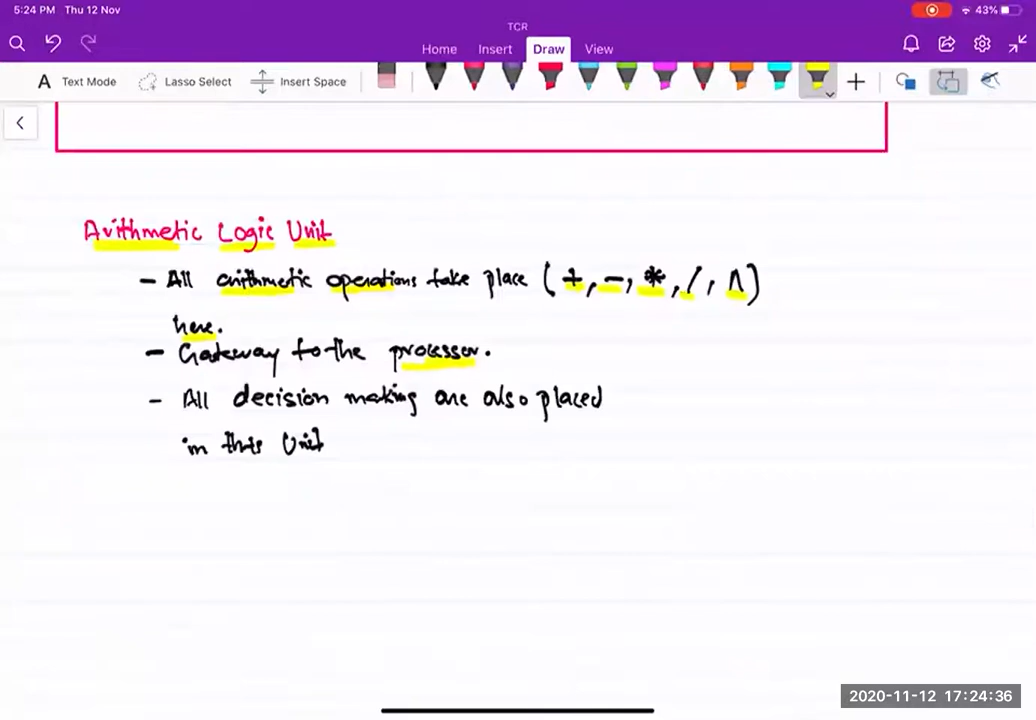 5:24 PM Thu 12 Nov
43%
TCR
Home Insert Draw View
A Text Mode Lasso Select Insert Space
Arithmetic Logic Unit
- All arithmetic operations take place (+, -, *, /, ^)
here.
- Gateway to the processor.
- All decision making are also placed
in this Unit
2020-11-12 17:24:36